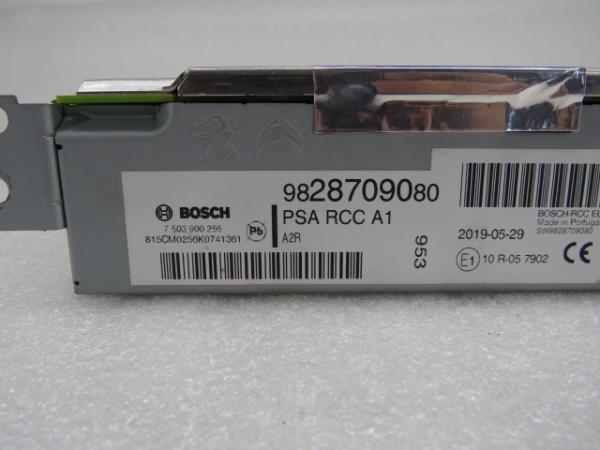 BOSCH
7 503 900 256
815CM0256K0741361
Pb
9828709080
PSA RCC A1
A2R
953
2019-05-29
E1 10 R-05 7902
BOSCH-RCC EU
Made in Portugal
SW9828709080
CE